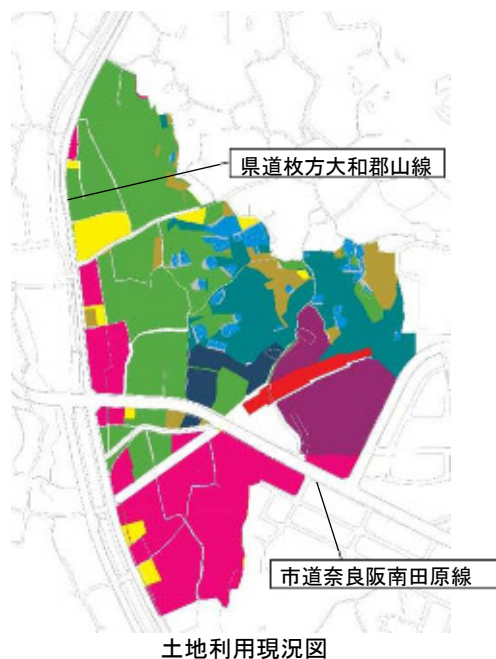 県道枚方大和郡山線
市道奈良阪南田原線
土地利用現況図